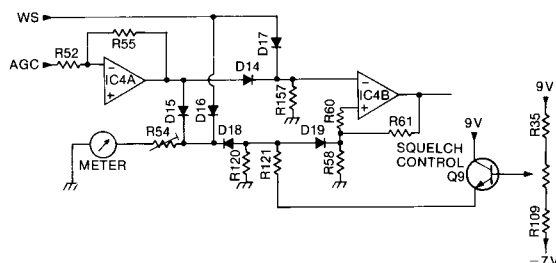 WS
D17
R55
R52
AGC
IC4A
D14
IC4B
R157
R60
D15
D16
R61
9V
R54
D18
D19
9V
R35
METER
R120
R121
R58
SQUELCH
CONTROL
Q9
R109
-7V